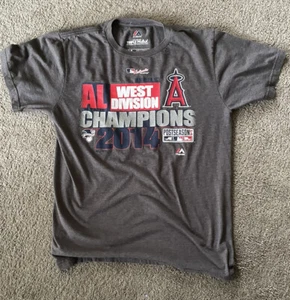 AL WEST
DIVISION
CHAMPIONS
2014
POSTSEASON
A